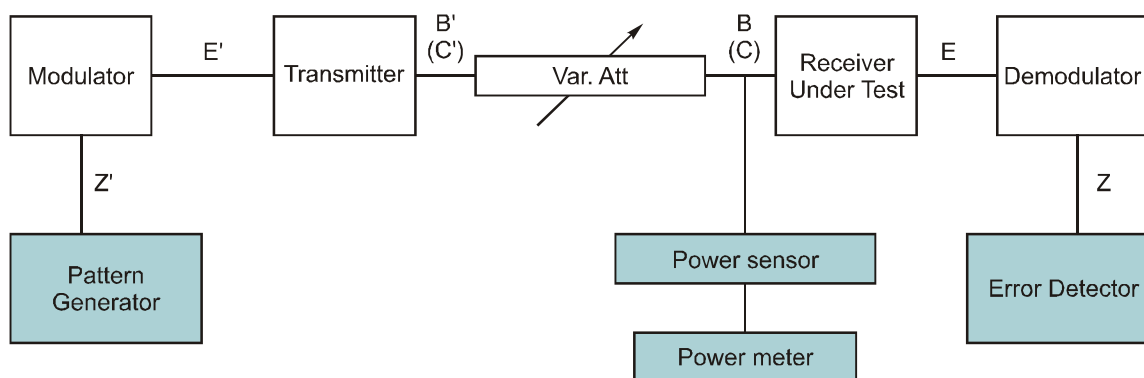 Modulator
E'
Transmitter
B'
(C')
Var. Att
B
(C)
Receiver
Under Test
E
Demodulator
Z'
Z
Pattern
Generator
Power sensor
Error Detector
Power meter